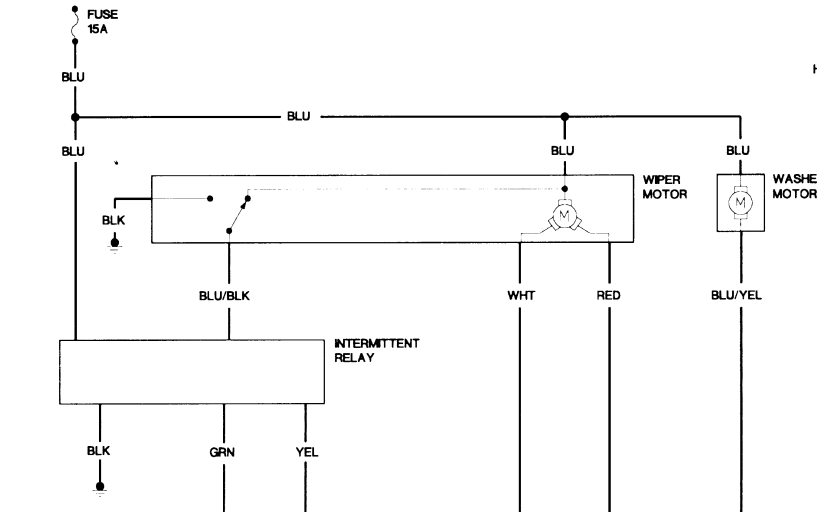 FUSE
15A
BLU
BLU
BLU
BLU
BLU
WIPER
MOTOR
WASHE
MOTOR
M
M
BLK
BLU/BLK
WHT
RED
BLU/YEL
INTERMITTENT
RELAY
BLK
GRN
YEL